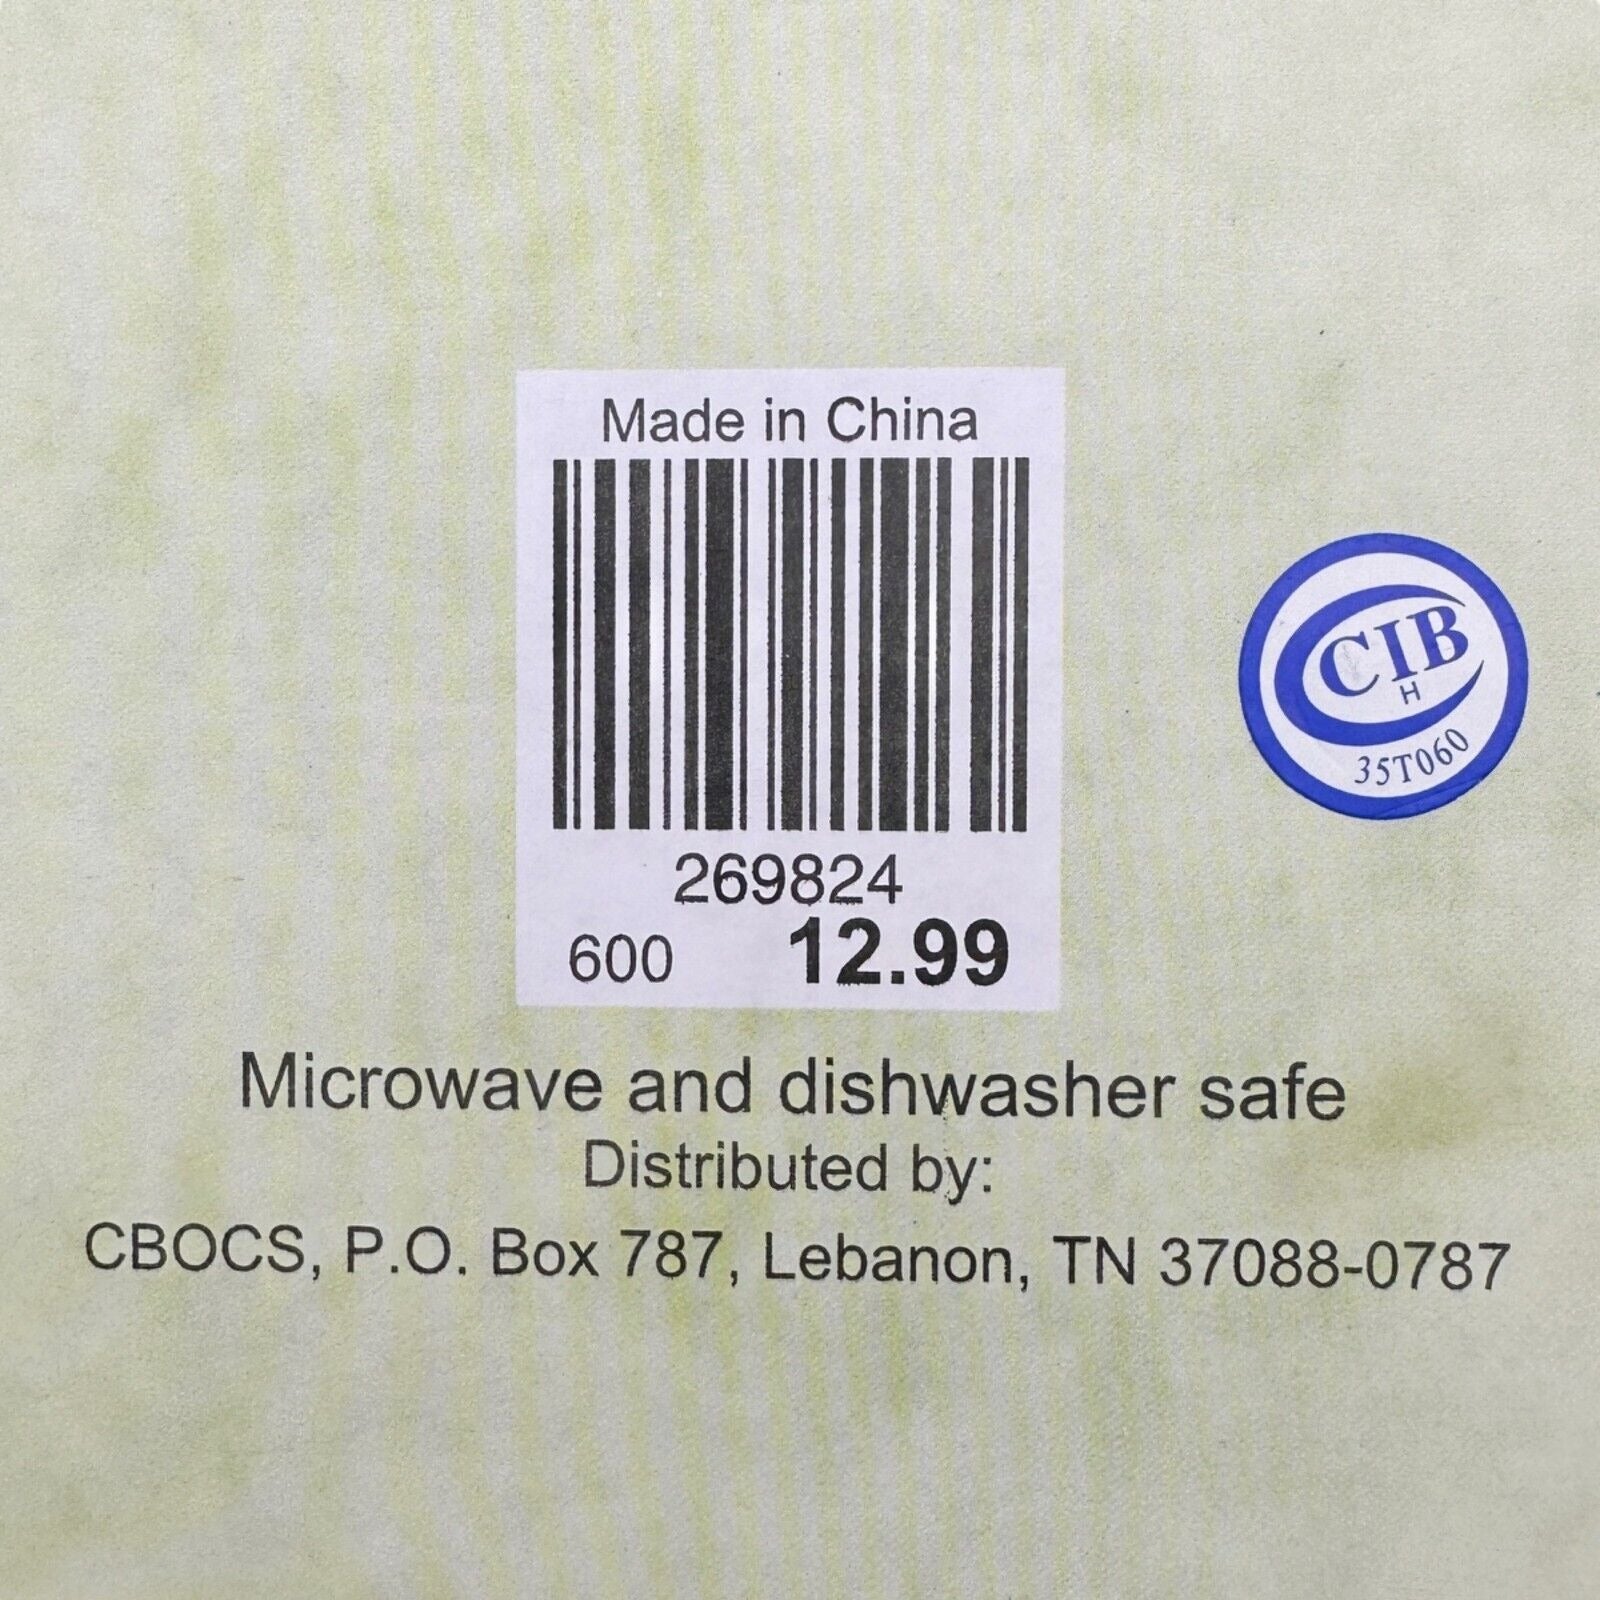 Made in China
269824
600 12.99
CIB
H
35T060
Microwave and dishwasher safe
Distributed by:
CBOCS, P.O. Box 787, Lebanon, TN 37088-0787